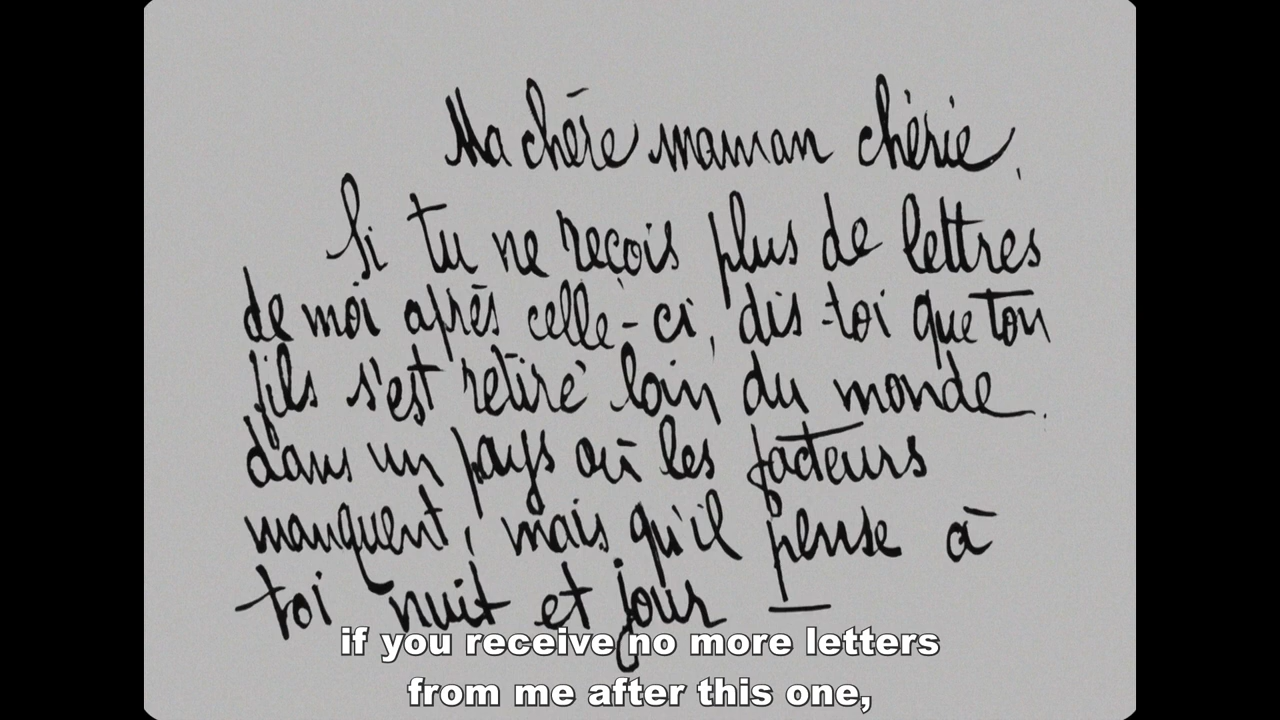 Ma chère maman chérie,
Si tu ne reçois plus de lettres
de moi après celle-ci, dis-toi que ton
fils s'est retiré loin du monde
dans un pays où les facteurs
manquent, mais qu'il pense à
toi nuit et jour —
if you receive no more letters
from me after this one,